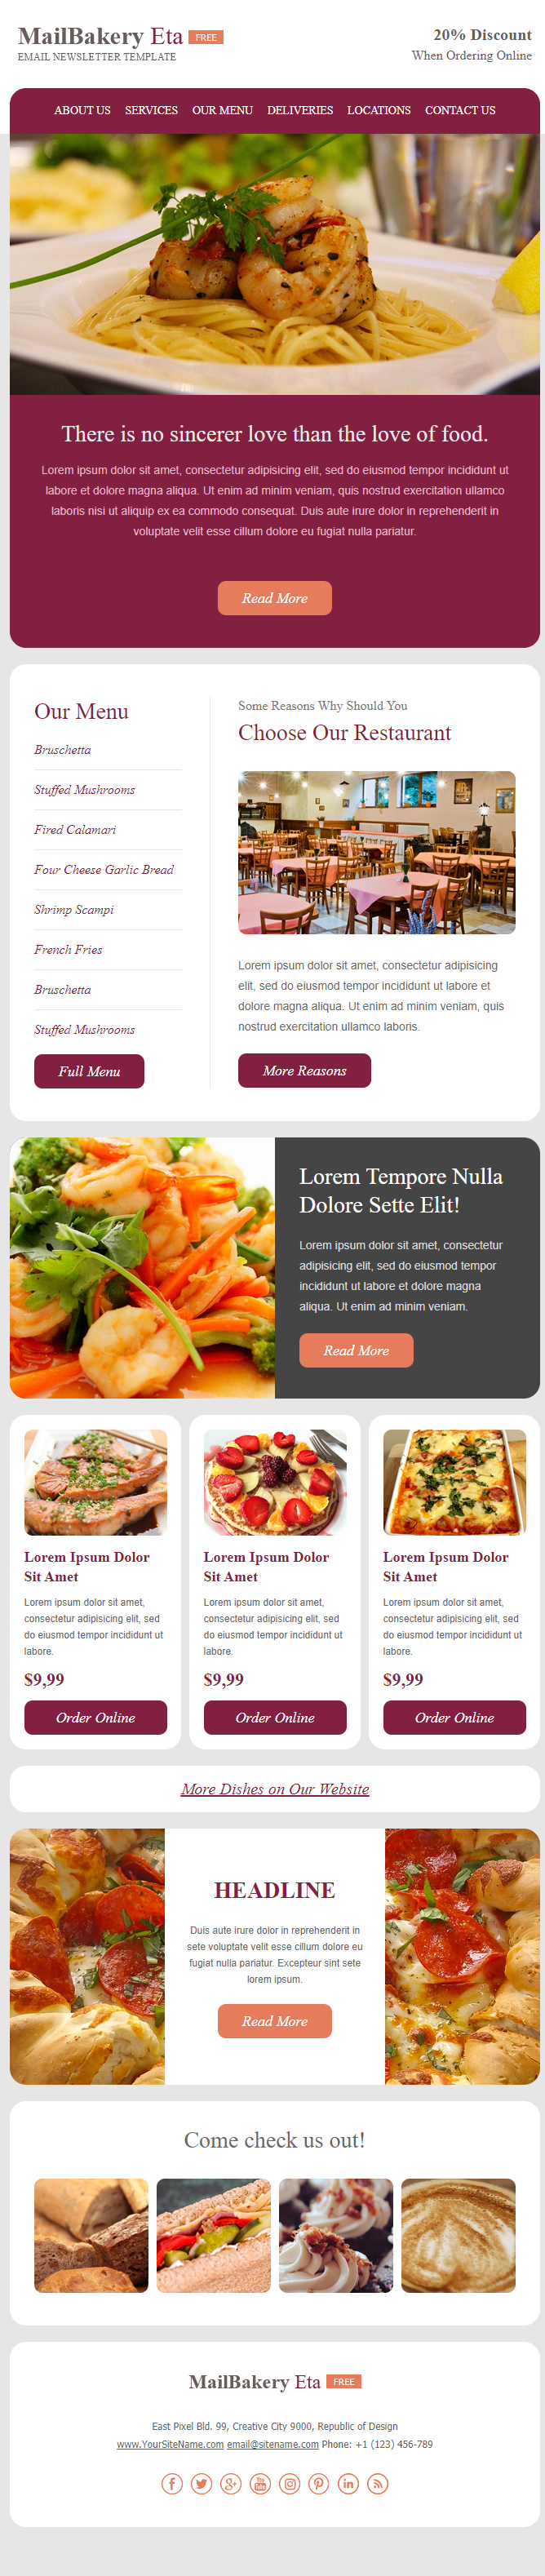 MailBakery Eta FREE
EMAIL NEWSLETTER TEMPLATE
20% Discount
When Ordering Online
ABOUT US SERVICES OUR MENU DELIVERIES LOCATIONS CONTACT US
There is no sincerer love than the love of food.
Lorem ipsum dolor sit amet, consectetur adipisicing elit, sed do eiusmod tempor incididunt ut
labore et dolore magna aliqua. Ut enim ad minim veniam, quis nostrud exercitation ullamco
laboris nisi ut aliquip ex ea commodo consequat. Duis aute irure dolor in reprehenderit in
voluptate velit esse cillum dolore eu fugiat nulla pariatur.
Read More
Our Menu
Bruschetta
Stuffed Mushrooms
Fired Calamari
Four Cheese Garlic Bread
Shrimp Scampi
French Fries
Bruschetta
Stuffed Mushrooms
Full Menu
Some Reasons Why Should You
Choose Our Restaurant
Lorem ipsum dolor sit amet, consectetur adipisicing
elit, sed do eiusmod tempor incididunt ut labore et
dolore magna aliqua. Ut enim ad minim veniam, quis
nostrud exercitation ullamco laboris.
More Reasons
Lorem Tempore Nulla
Dolore Sette Elit!
Lorem ipsum dolor sit amet, consectetur
adipisicing elit, sed do eiusmod tempor
incididunt ut labore et dolore magna
aliqua. Ut enim ad minim veniam.
Read More
Lorem Ipsum Dolor
Sit Amet
Lorem ipsum dolor sit amet,
consectetur adipisicing elit, sed
do eiusmod tempor incididunt ut
labore.
$9,99
Order Online
Lorem Ipsum Dolor
Sit Amet
Lorem ipsum dolor sit amet,
consectetur adipisicing elit, sed
do eiusmod tempor incididunt ut
labore.
$9,99
Order Online
Lorem Ipsum Dolor
Sit Amet
Lorem ipsum dolor sit amet,
consectetur adipisicing elit, sed
do eiusmod tempor incididunt ut
labore.
$9,99
Order Online
More Dishes on Our Website
HEADLINE
Duis aute irure dolor in reprehenderit in
sete voluptate velit esse cillum dolore eu
fugiat nulla pariatur. Excepteur sint sete
lorem ipsum.
Read More
Come check us out!
MailBakery Eta FREE
East Pixel Bld. 99, Creative City 9000, Republic of Design
www.YourSiteName.com email@sitename.com Phone: +1 (123) 456-789